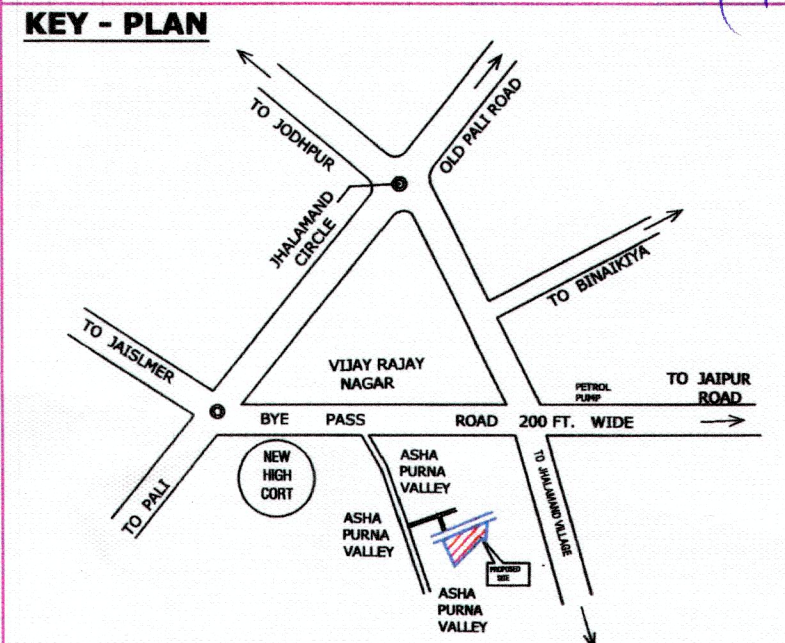 KEY - PLAN
TO JODHPUR
OLD PALI ROAD
JHALAMAND
CIRCLE
TO BINAIKIYA
TO JAISLMER
VIJAY RAJAY
NAGAR
PETROL
PUMP
TO JAIPUR
ROAD
BYE PASS ROAD 200 FT. WIDE
NEW
HIGH
CORT
TO PALI
ASHA
PURNA
VALLEY
TO JHALAMAND VILLAGE
ASHA
PURNA
VALLEY
PROPOSED
SITE
ASHA
PURNA
VALLEY